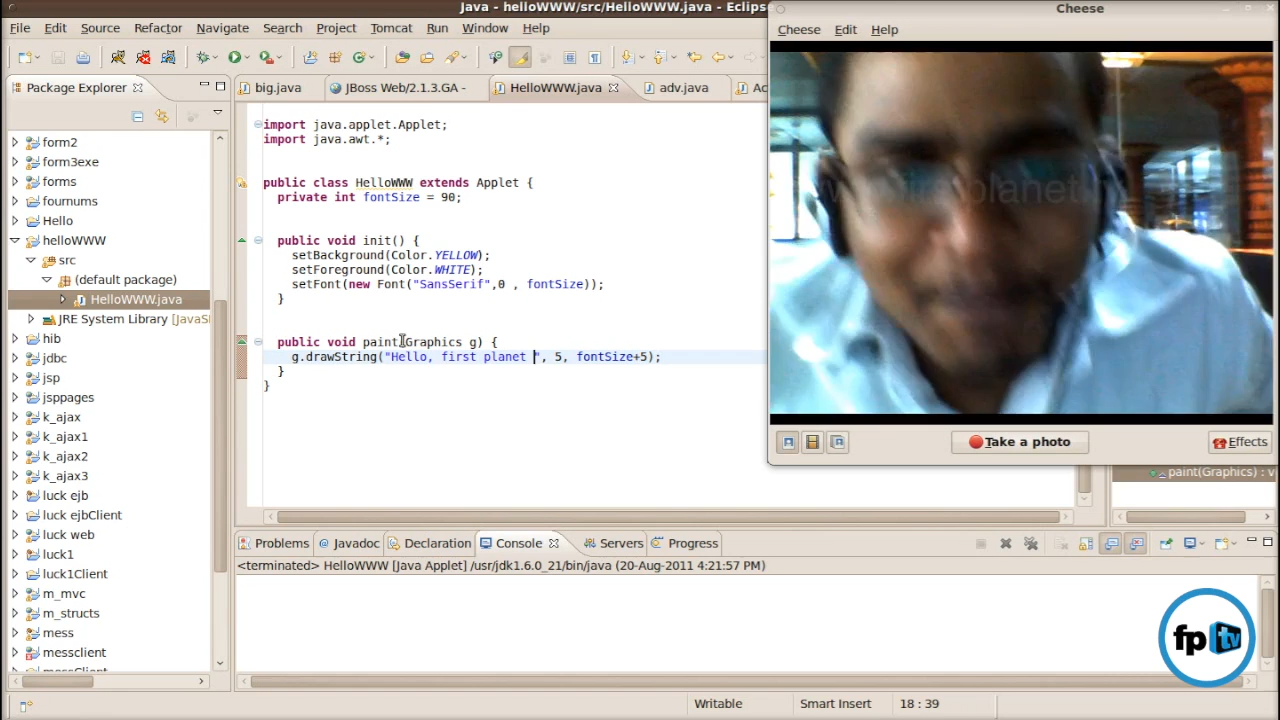 Java - helloWWW/src/HelloWWW.java - Eclipse
Cheese
File Edit Source Refactor Navigate Search Project Tomcat Run Window Help
Cheese Edit Help
Package Explorer
big.java
JBoss Web/2.1.3.GA -
HelloWWW.java
adv.java
form2
form3exe
forms
fournums
Hello
helloWWW
src
(default package)
HelloWWW.java
JRE System Library [JavaS
hib
jdbc
jsp
jsppages
k_ajax
k_ajax1
k_ajax2
k_ajax3
luck ejb
luck ejbClient
luck web
luck1
luck1Client
m_mvc
m_structs
mess
messclient
import java.applet.Applet;
import java.awt.*;
public class HelloWWW extends Applet {
private int fontSize = 90;
public void init() {
setBackground(Color.YELLOW);
setForeground(Color.WHITE);
setFont(new Font("SansSerif",0 , fontSize));
}
public void paint(Graphics g) {
g.drawString("Hello, first planet ", 5, fontSize+5);
}
}
Take a photo
Effects
paint(Graphics) : v
Problems Javadoc Declaration Console Servers Progress
<terminated> HelloWWW [Java Applet] /usr/jdk1.6.0_21/bin/java (20-Aug-2011 4:21:57 PM)
fp tv
Writable
Smart Insert
18 : 39